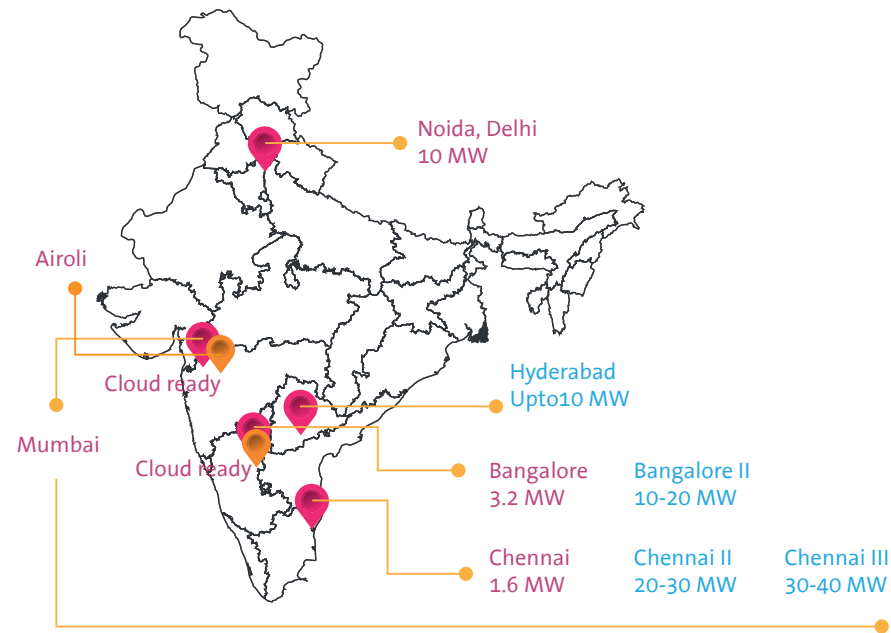 Noida, Delhi
10 MW
Airoli
Cloud ready
Hyderabad
Upto10 MW
Mumbai
Cloud ready
Bangalore
3.2 MW
Bangalore II
10-20 MW
Chennai
1.6 MW
Chennai II
20-30 MW
Chennai III
30-40 MW